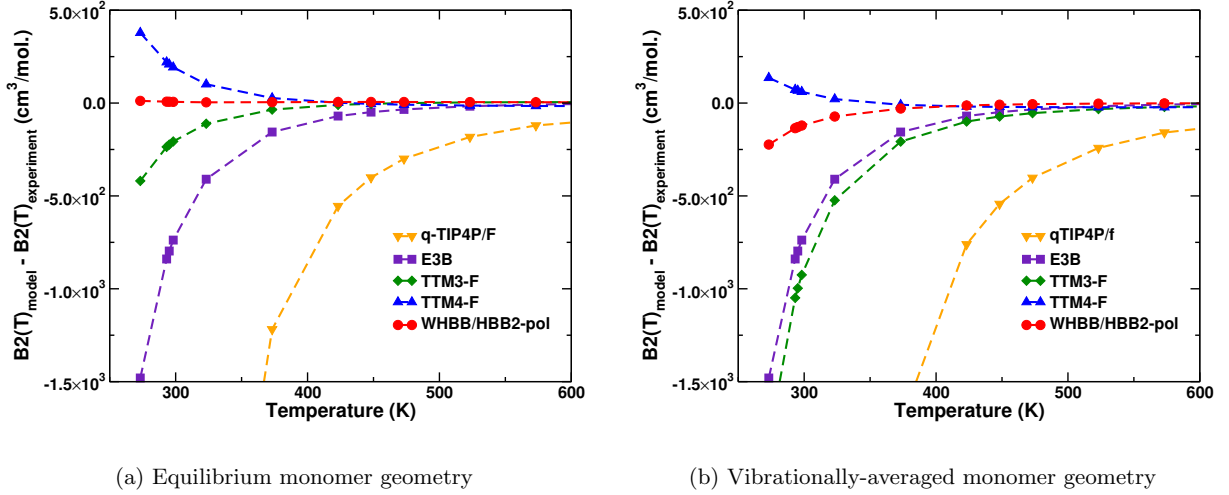 5.0×10²
0.0
-5.0×10²
-1.0×10³
-1.5×10³
B2(T)model - B2(T)experiment (cm³/mol.)
300
400
500
600
Temperature (K)
q-TIP4P/F
E3B
TTM3-F
TTM4-F
WHBB/HBB2-pol
(a) Equilibrium monomer geometry
5.0×10²
0.0
-5.0×10²
-1.0×10³
-1.5×10³
B2(T)model - B2(T)experiment (cm³/mol.)
300
400
500
600
Temperature (K)
qTIP4P/f
E3B
TTM3-F
TTM4-F
WHBB/HBB2-pol
(b) Vibrationally-averaged monomer geometry